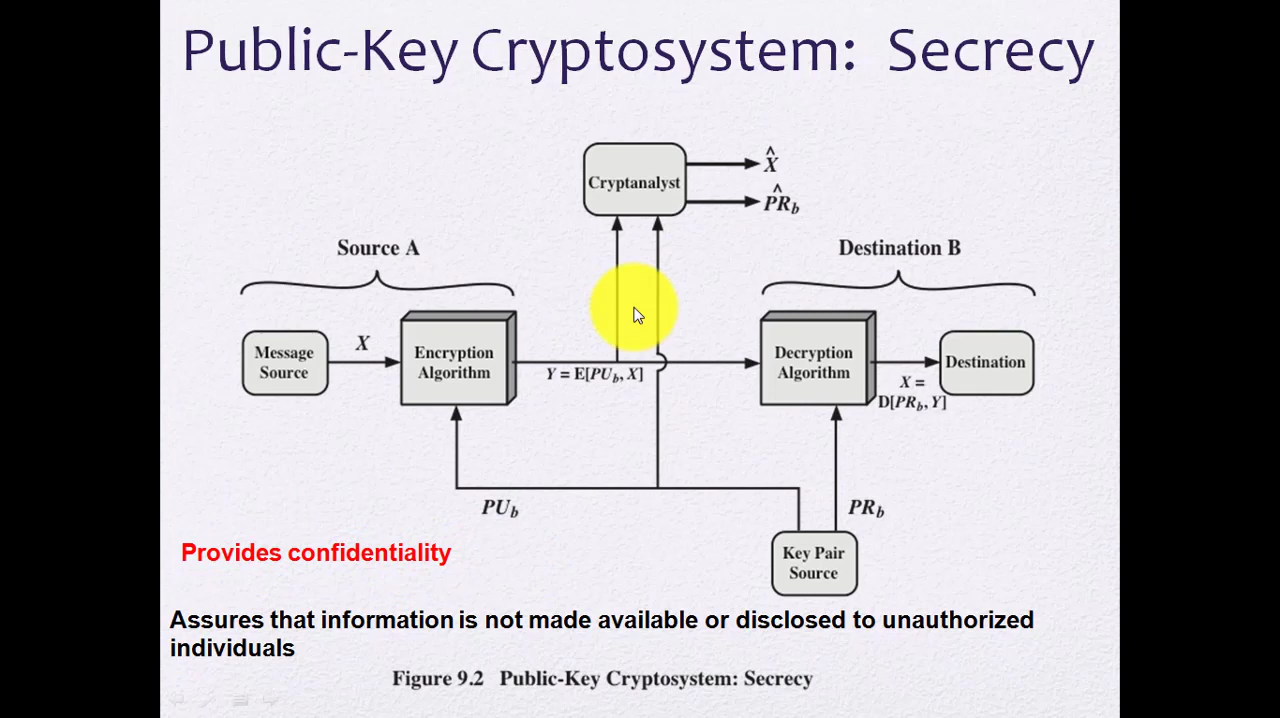 Public-Key Cryptosystem: Secrecy
Cryptanalyst
X̂
P̂R_b
Source A
Destination B
Message
Source
X
Encryption
Algorithm
Y = E[PU_b, X]
Decryption
Algorithm
X =
D[PR_b, Y]
Destination
PU_b
PR_b
Key Pair
Source
Provides confidentiality
Assures that information is not made available or disclosed to unauthorized
individuals
Figure 9.2 Public-Key Cryptosystem: Secrecy